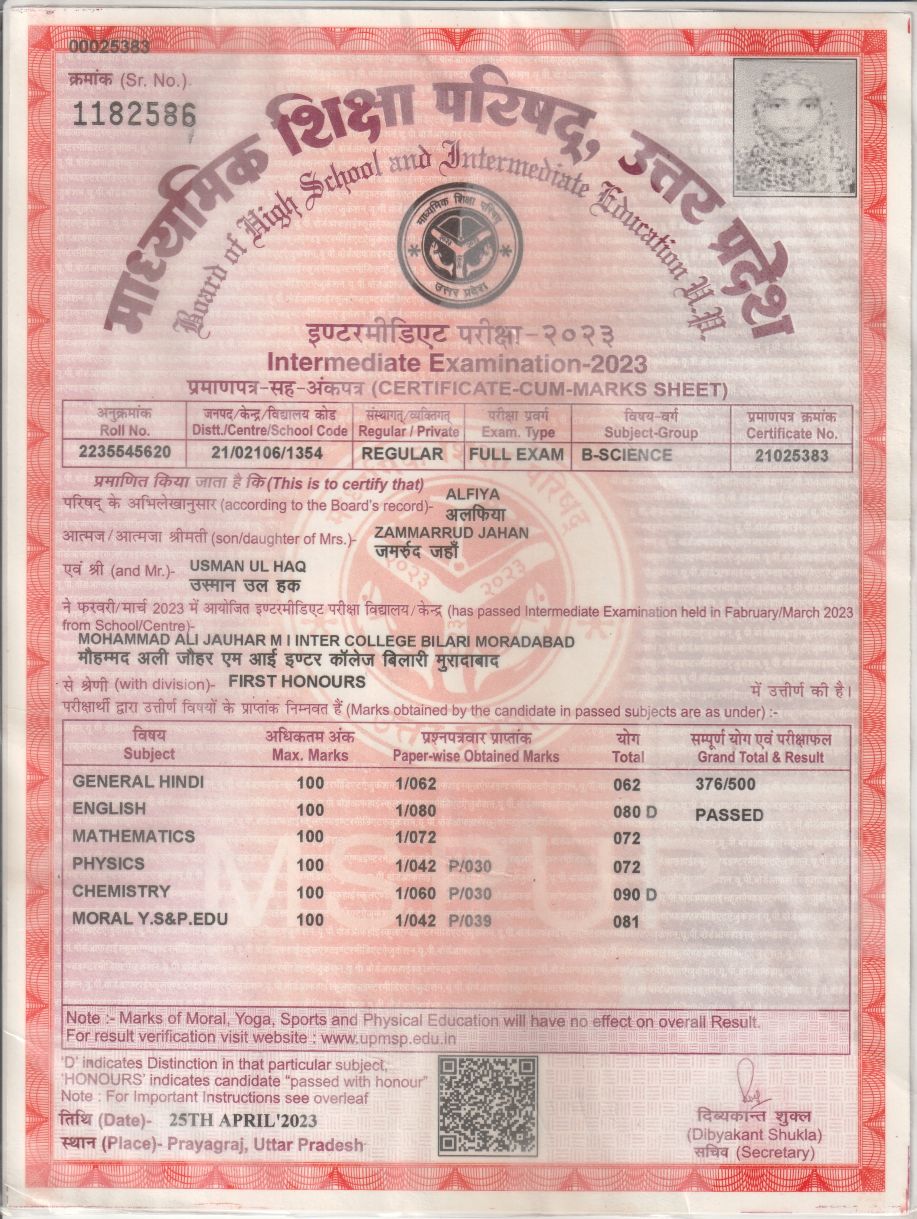 00025383
क्रमांक (Sr. No.)
1182586
माध्यमिक शिक्षा परिषद्, उत्तर प्रदेश
Board of High School and Intermediate Education U.P.
माध्यमिक शिक्षा परिषद
उत्तर प्रदेश
इण्टरमीडिएट परीक्षा-२०२३
Intermediate Examination-2023
प्रमाणपत्र-सह-अंकपत्र (CERTIFICATE-CUM-MARKS SHEET)
अनुक्रमांक जनपद/केन्द्र/विद्यालय कोड संस्थागत/व्यक्तिगत परीक्षा प्रवर्ग विषय-वर्ग प्रमाणपत्र क्रमांक
Roll No. Distt./Centre/School Code Regular / Private Exam. Type Subject-Group Certificate No.
2235545620 21/02106/1354 REGULAR FULL EXAM B-SCIENCE 21025383
प्रमाणित किया जाता है कि(This is to certify that)
ALFIYA
परिषद के अभिलेखानुसार (according to the Board's record)- अलफिया
ZAMMARRUD JAHAN
आत्मज/आत्मजा श्रीमती (son/daughter of Mrs.)- जमर्रुद जहाँ
एवं श्री (and Mr.)- USMAN UL HAQ
उस्मान उल हक
ने फरवरी/मार्च 2023 में आयोजित इण्टरमीडिएट परीक्षा विद्यालय/केन्द्र (has passed Intermediate Examination held in Fabruary/March 2023
from School/Centre)-
MOHAMMAD ALI JAUHAR M I INTER COLLEGE BILARI MORADABAD
मौहम्मद अली जौहर एम आई इण्टर कॉलेज बिलारी मुरादाबाद
से श्रेणी (with division)- FIRST HONOURS में उत्तीर्ण की है।
परीक्षार्थी द्वारा उत्तीर्ण विषयों के प्राप्तांक निम्नवत हैं (Marks obtained by the candidate in passed subjects are as under) :-
विषय अधिकतम अंक प्रश्नपत्रवार प्राप्तांक योग सम्पूर्ण योग एवं परीक्षाफल
Subject Max. Marks Paper-wise Obtained Marks Total Grand Total & Result
GENERAL HINDI 100 1/062 062 376/500
ENGLISH 100 1/080 080 D PASSED
MATHEMATICS 100 1/072 072
PHYSICS 100 1/042 P/030 072
CHEMISTRY 100 1/060 P/030 090 D
MORAL Y.S&P.EDU 100 1/042 P/039 081
Note :- Marks of Moral, Yoga, Sports and Physical Education will have no effect on overall Result.
For result verification visit website : www.upmsp.edu.in
'D' indicates Distinction in that particular subject,
'HONOURS' indicates candidate "passed with honour"
Note : For Important Instructions see overleaf
तिथि (Date)- 25TH APRIL'2023
स्थान (Place)- Prayagraj, Uttar Pradesh
दिव्यकान्त शुक्ल
(Dibyakant Shukla)
सचिव (Secretary)